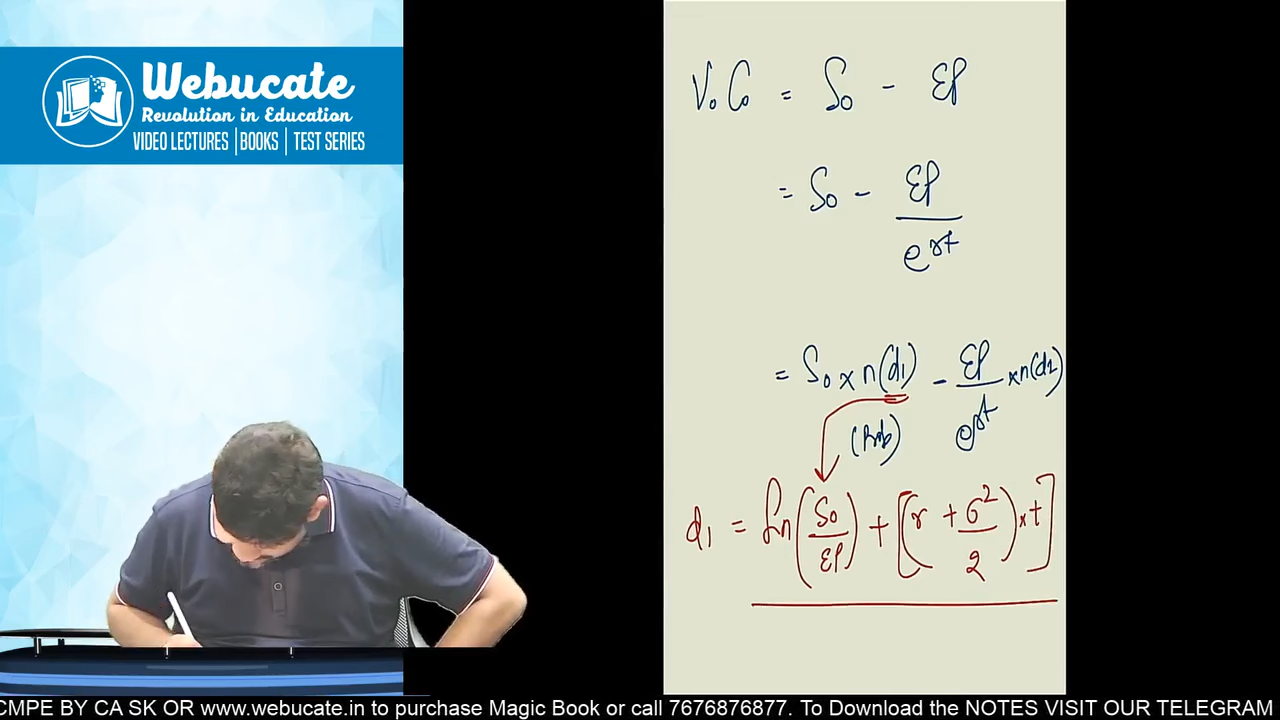 Webucate
Revolution in Education
VIDEO LECTURES | BOOKS | TEST SERIES
V₀C₀ = S₀ - EP
= S₀ - EP / e^rt
= S₀ x n(d1) - EP / e^rt x n(d2)
(Prob)
d1 = ln(S₀/EP) + [(r + σ²/2) x t]
CMPE BY CA SK OR www.webucate.in to purchase Magic Book or call 7676876877. To Download the NOTES VISIT OUR TELEGRAM